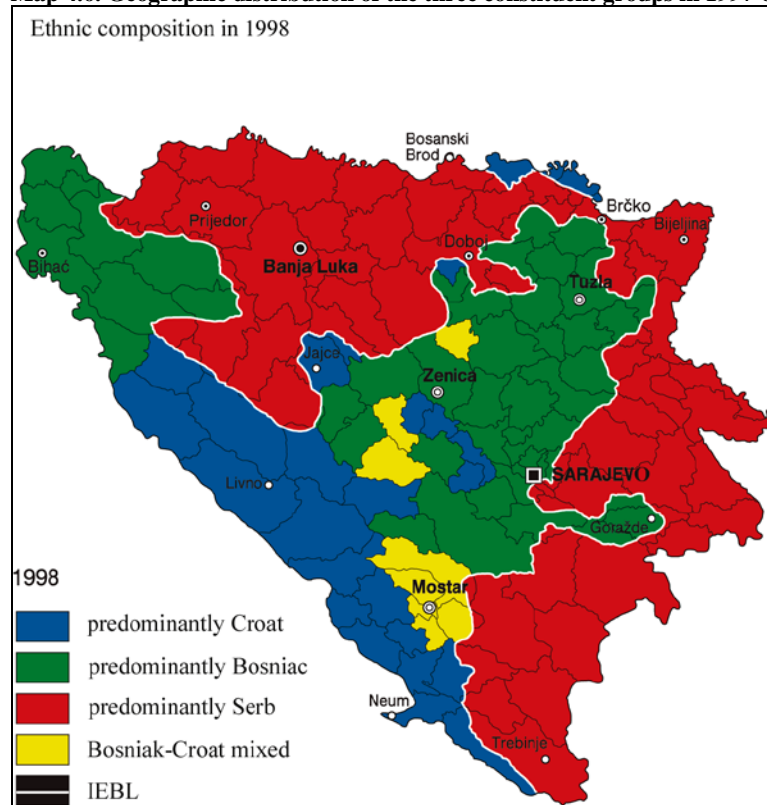 Ethnic composition in 1998
Bosanski
Brod
Brčko
Prijedor
Bijeljina
Doboj
Bihać
Banja Luka
Tuzla
Jajce
Zenica
SARAJEVO
Livno
Goražde
1998
Mostar
predominantly Croat
predominantly Bosniac
predominantly Serb
Neum
Bosniak-Croat mixed
Trebinje
IEBL